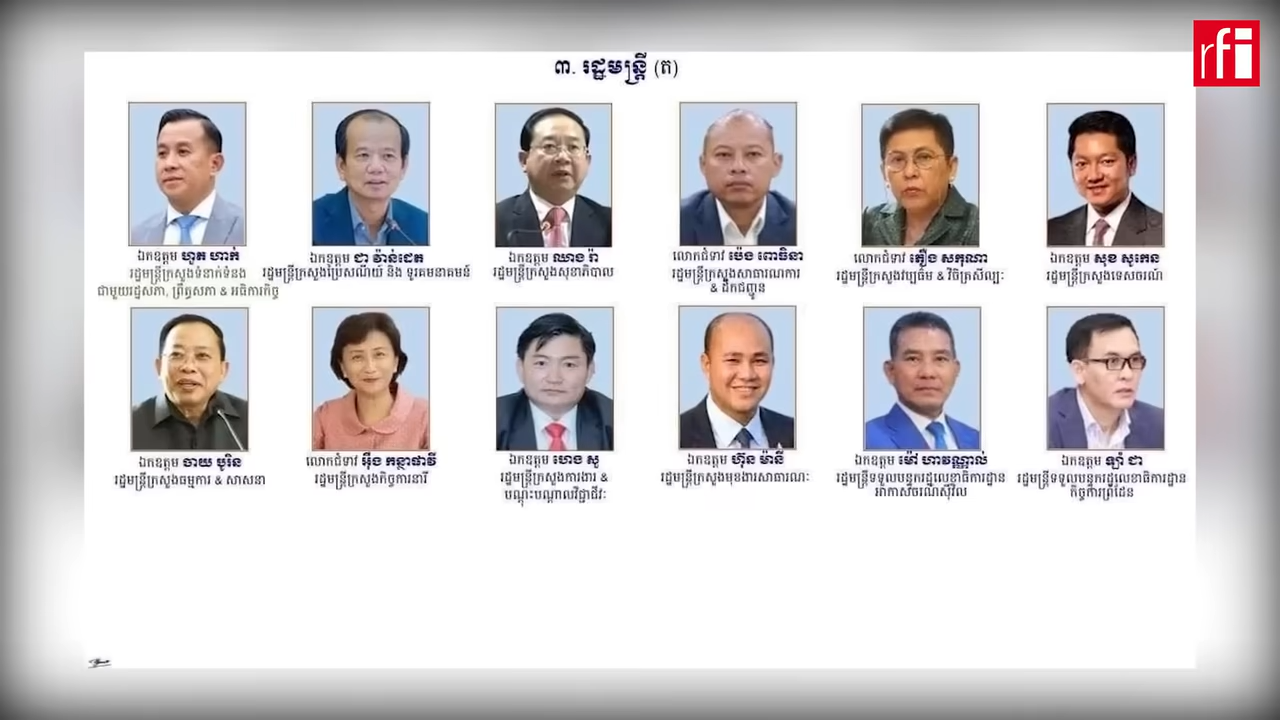 rfi
៣. រដ្ឋមន្ត្រី (ត)
ឯកឧត្តម ហួត ហាក់
រដ្ឋមន្ត្រីក្រសួងទំនាក់ទំនង
ជាមួយរដ្ឋសភា, ព្រឹទ្ធសភា & អធិការកិច្ច
ឯកឧត្តម ជា វ៉ាន់ដេត
រដ្ឋមន្ត្រីក្រសួងប្រៃសណីយ៍ និង ទូរគមនាគមន៍
ឯកឧត្តម ឈាង រ៉ា
រដ្ឋមន្ត្រីក្រសួងសុខាភិបាល
លោកជំទាវ ប៉េង ពោធិនា
រដ្ឋមន្ត្រីក្រសួងសាធារណការ
& ដឹកជញ្ជូន
លោកជំទាវ ភឿង សកុណា
រដ្ឋមន្ត្រីក្រសួងវប្បធម៌ & វិចិត្រសិល្បៈ
ឯកឧត្តម សុខ សូកេន
រដ្ឋមន្ត្រីក្រសួងទេសចរណ៍
ឯកឧត្តម ចាយ បូរិន
រដ្ឋមន្ត្រីក្រសួងធម្មការ & សាសនា
លោកជំទាវ អ៊ឹង កន្ថាផាវី
រដ្ឋមន្ត្រីក្រសួងកិច្ចការនារី
ឯកឧត្តម ហេង សួ
រដ្ឋមន្ត្រីក្រសួងការងារ &
បណ្តុះបណ្តាលវិជ្ជាជីវៈ
ឯកឧត្តម ហ៊ុន ម៉ានី
រដ្ឋមន្ត្រីក្រសួងមុខងារសាធារណៈ
ឯកឧត្តម ម៉ៅ ហាវណ្ណាល់
រដ្ឋមន្ត្រីទទួលបន្ទុករដ្ឋលេខាធិការដ្ឋាន
អាកាសចរណ៍ស៊ីវិល
ឯកឧត្តម ឡាំ ជា
រដ្ឋមន្ត្រីទទួលបន្ទុករដ្ឋលេខាធិការដ្ឋាន
កិច្ចការព្រំដែន